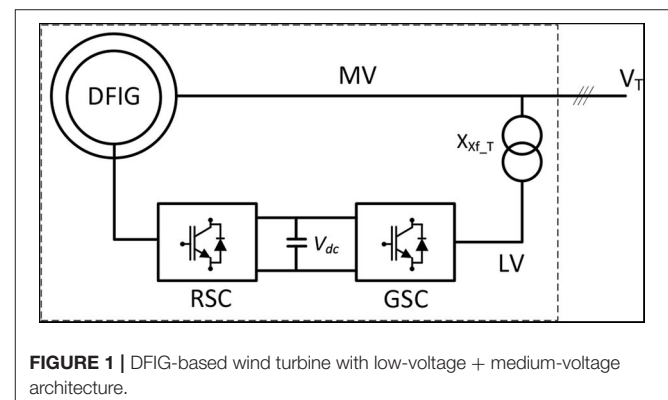 DFIG
MV
V_T
X_Xf_T
V_dc
LV
RSC
GSC
FIGURE 1 | DFIG-based wind turbine with low-voltage + medium-voltage
architecture.